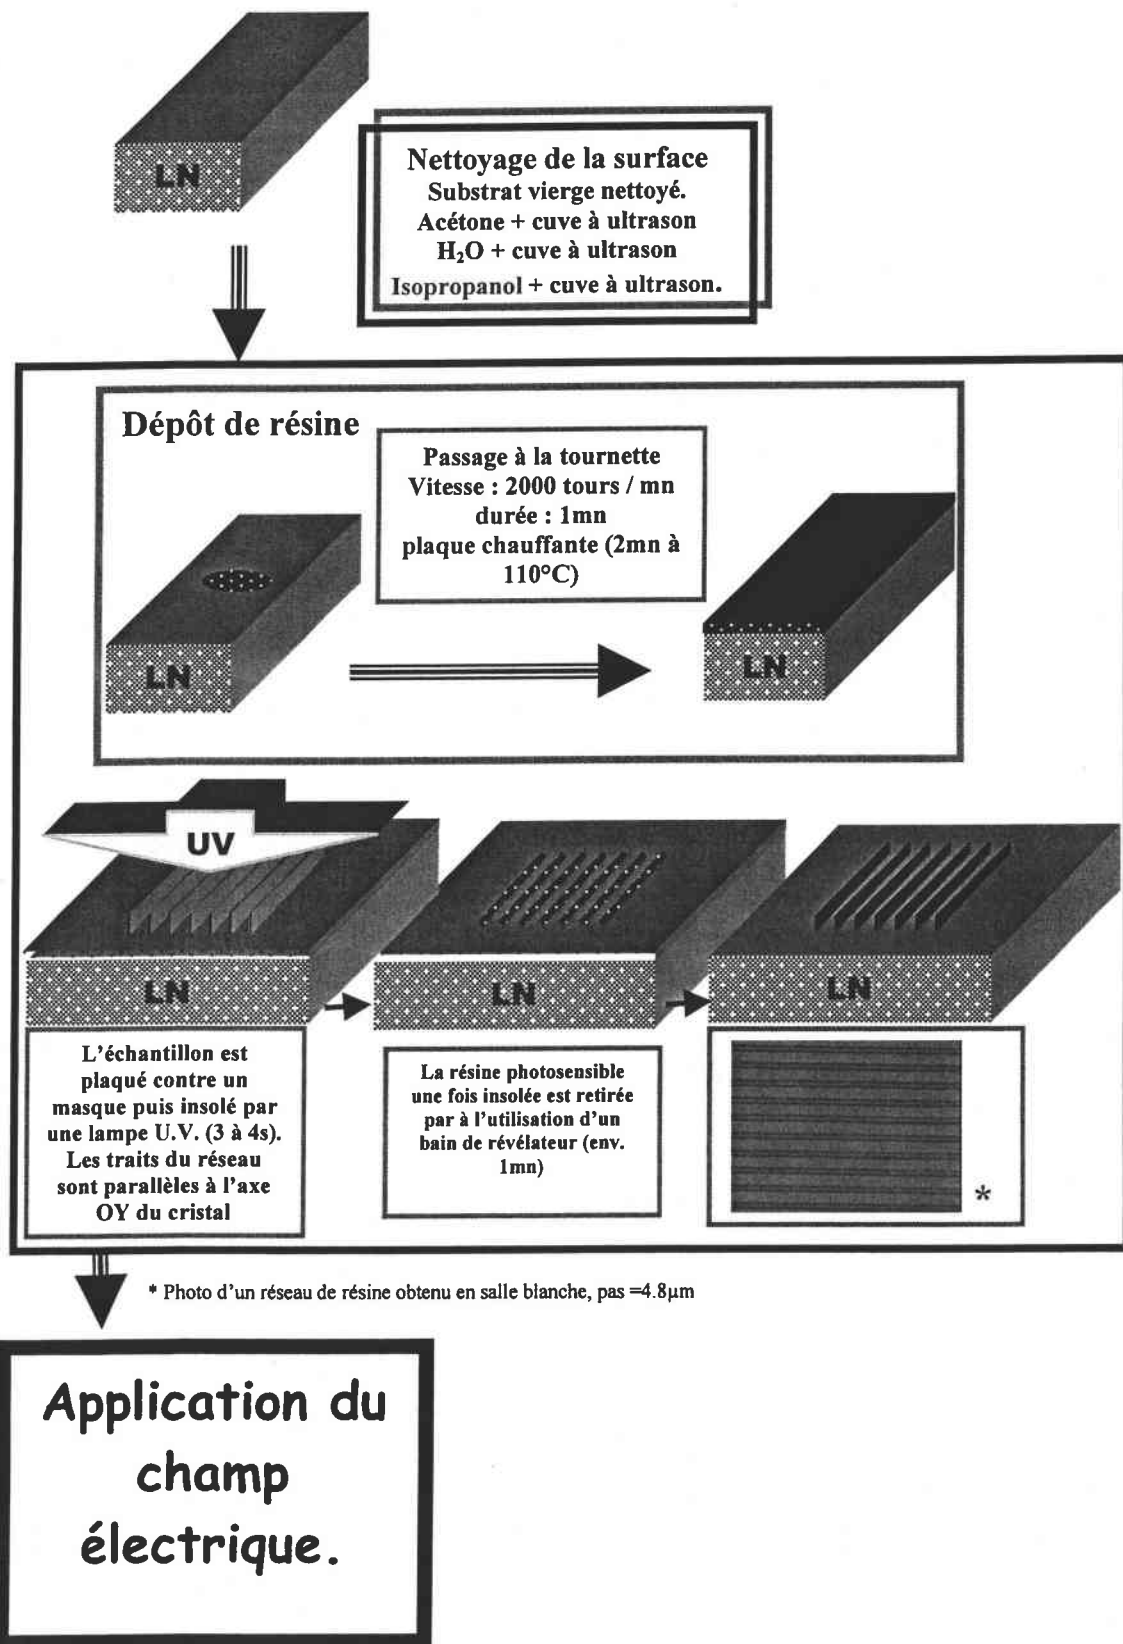 LN
Nettoyage de la surface
Substrat vierge nettoyé.
Acétone + cuve à ultrason
H₂O + cuve à ultrason
Isopropanol + cuve à ultrason.
Dépôt de résine
Passage à la tournette
Vitesse : 2000 tours / mn
durée : 1mn
plaque chauffante (2mn à
110°C)
LN
LN
UV
LN
LN
LN
L'échantillon est
plaqué contre un
masque puis insolé par
une lampe U.V. (3 à 4s).
Les traits du réseau
sont parallèles à l'axe
OY du cristal
La résine photosensible
une fois insolée est retirée
par à l'utilisation d'un
bain de révélateur (env.
1mn)
*
* Photo d'un réseau de résine obtenu en salle blanche, pas =4.8µm
Application du
champ
électrique.